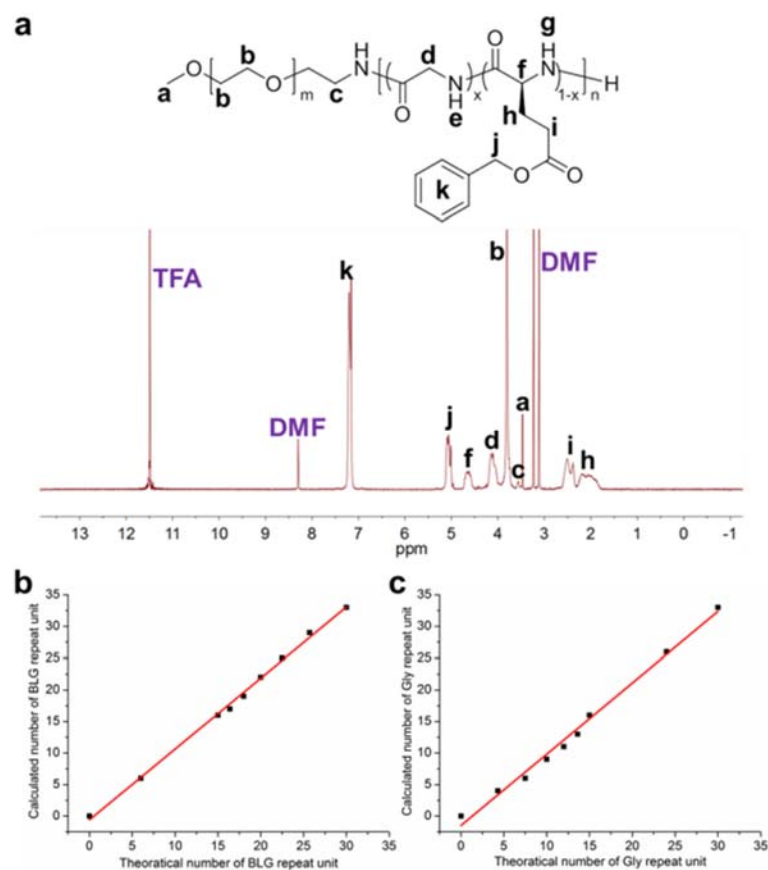 a
O
b
O
m
H
N
d
N
H
x
O
f
H
N
g
1-x
n
H
a
b
c
O
e
h
i
j
O
O
k
TFA
DMF
k
j
f
d
b
c
a
DMF
i
h
13 12 11 10 9 8 7 6 5 4 3 2 1 0 -1
ppm
b
Calculated number of BLG repeat unit
35
30
25
20
15
10
5
0
0 5 10 15 20 25 30 35
Theoratical number of BLG repeat unit
c
Calculated number of Gly repeat unit
35
30
25
20
15
10
5
0
0 5 10 15 20 25 30 35
Theoratical number of Gly repeat unit